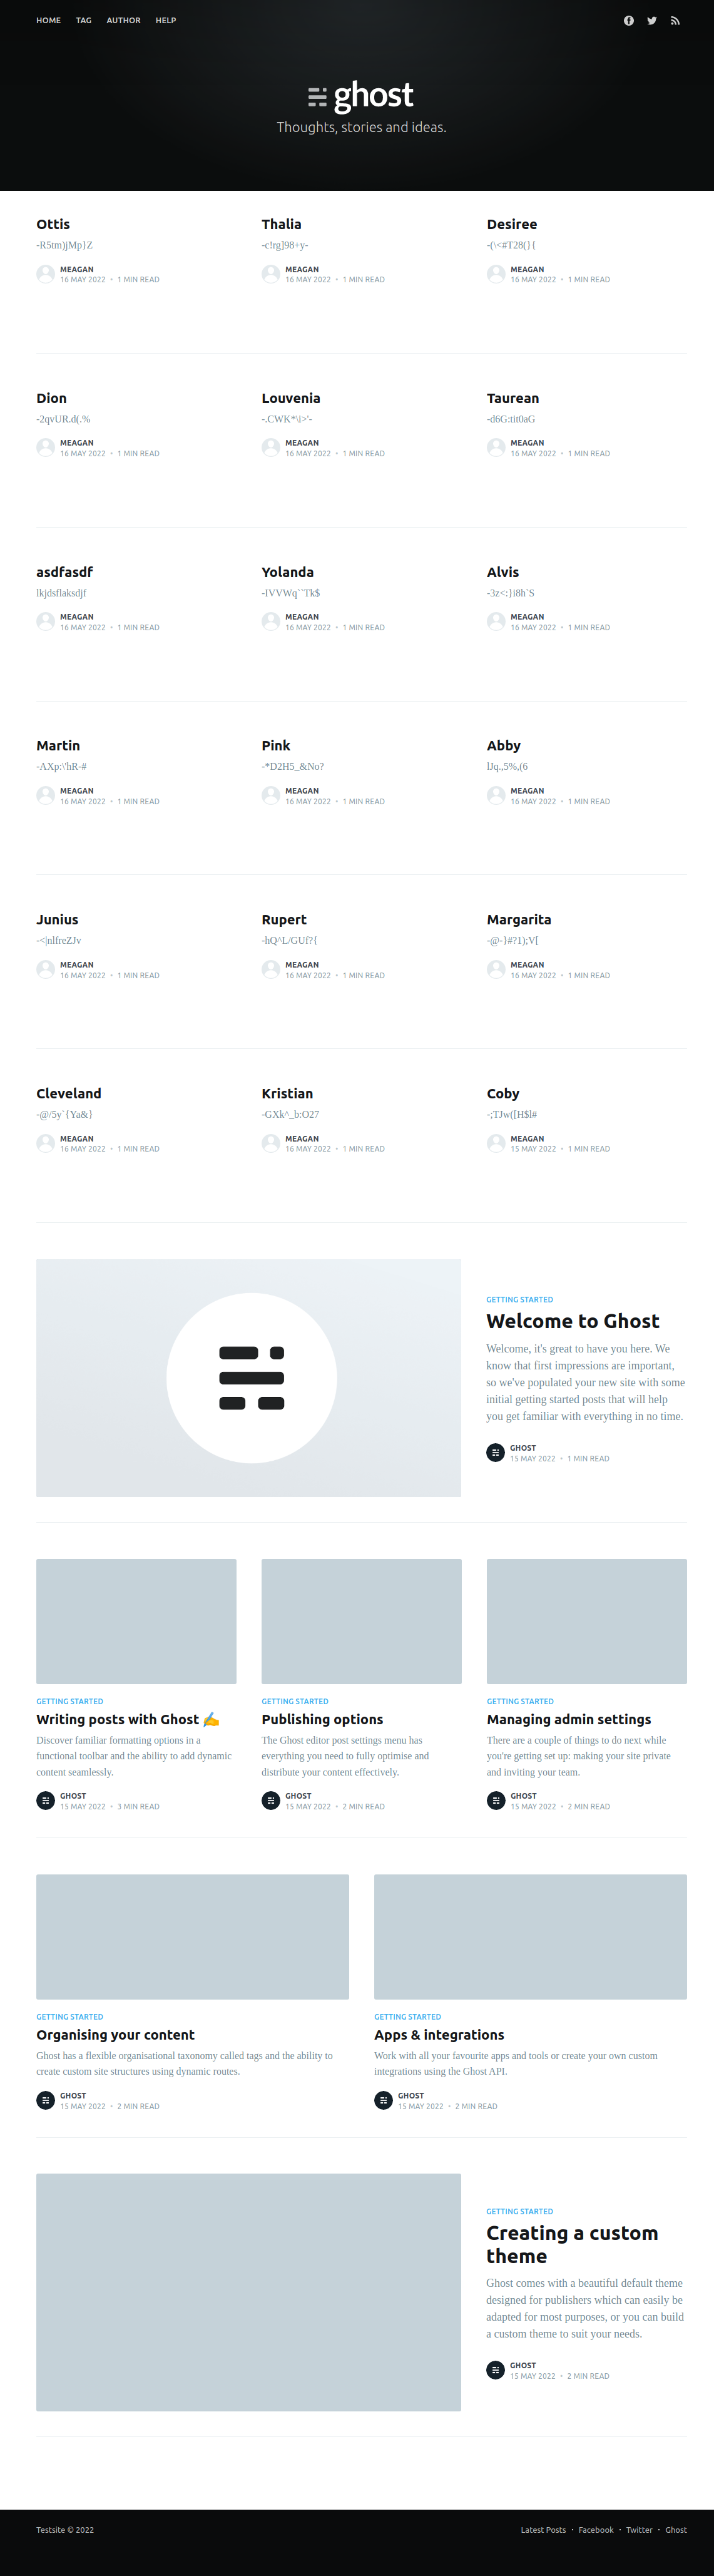 HOME TAG AUTHOR HELP
ghost
Thoughts, stories and ideas.
Ottis
-R5tm)jMp}Z
MEAGAN
16 MAY 2022 • 1 MIN READ
Thalia
-c!rg]98+y-
MEAGAN
16 MAY 2022 • 1 MIN READ
Desiree
-(\<#T28(){
MEAGAN
16 MAY 2022 • 1 MIN READ
Dion
-2qvUR.d(.%
MEAGAN
16 MAY 2022 • 1 MIN READ
Louvenia
-.CWK*\i>'-
MEAGAN
16 MAY 2022 • 1 MIN READ
Taurean
-d6G:tit0aG
MEAGAN
16 MAY 2022 • 1 MIN READ
asdfasdf
lkjdsflaksdjf
MEAGAN
16 MAY 2022 • 1 MIN READ
Yolanda
-IVVWq``Tk$
MEAGAN
16 MAY 2022 • 1 MIN READ
Alvis
-3z<:}i8h`S
MEAGAN
16 MAY 2022 • 1 MIN READ
Martin
-AXp:\'hR-#
MEAGAN
16 MAY 2022 • 1 MIN READ
Pink
-*D2H5_&No?
MEAGAN
16 MAY 2022 • 1 MIN READ
Abby
lJq.,5%,(6
MEAGAN
16 MAY 2022 • 1 MIN READ
Junius
-<|nlfreZJv
MEAGAN
16 MAY 2022 • 1 MIN READ
Rupert
-hQ^L/GUf?{
MEAGAN
16 MAY 2022 • 1 MIN READ
Margarita
-@-}#?1);V[
MEAGAN
16 MAY 2022 • 1 MIN READ
Cleveland
-@/5y`{Ya&}
MEAGAN
16 MAY 2022 • 1 MIN READ
Kristian
-GXk^_b:O27
MEAGAN
16 MAY 2022 • 1 MIN READ
Coby
-;TJw([H$l#
MEAGAN
15 MAY 2022 • 1 MIN READ
GETTING STARTED
Welcome to Ghost
Welcome, it's great to have you here. We
know that first impressions are important,
so we've populated your new site with some
initial getting started posts that will help
you get familiar with everything in no time.
GHOST
15 MAY 2022 • 1 MIN READ
GETTING STARTED
Writing posts with Ghost ✍️
Discover familiar formatting options in a
functional toolbar and the ability to add dynamic
content seamlessly.
GHOST
15 MAY 2022 • 3 MIN READ
GETTING STARTED
Publishing options
The Ghost editor post settings menu has
everything you need to fully optimise and
distribute your content effectively.
GHOST
15 MAY 2022 • 2 MIN READ
GETTING STARTED
Managing admin settings
There are a couple of things to do next while
you're getting set up: making your site private
and inviting your team.
GHOST
15 MAY 2022 • 2 MIN READ
GETTING STARTED
Organising your content
Ghost has a flexible organisational taxonomy called tags and the ability to
create custom site structures using dynamic routes.
GHOST
15 MAY 2022 • 2 MIN READ
GETTING STARTED
Apps & integrations
Work with all your favourite apps and tools or create your own custom
integrations using the Ghost API.
GHOST
15 MAY 2022 • 2 MIN READ
GETTING STARTED
Creating a custom
theme
Ghost comes with a beautiful default theme
designed for publishers which can easily be
adapted for most purposes, or you can build
a custom theme to suit your needs.
GHOST
15 MAY 2022 • 2 MIN READ
Testsite © 2022
Latest Posts • Facebook • Twitter • Ghost